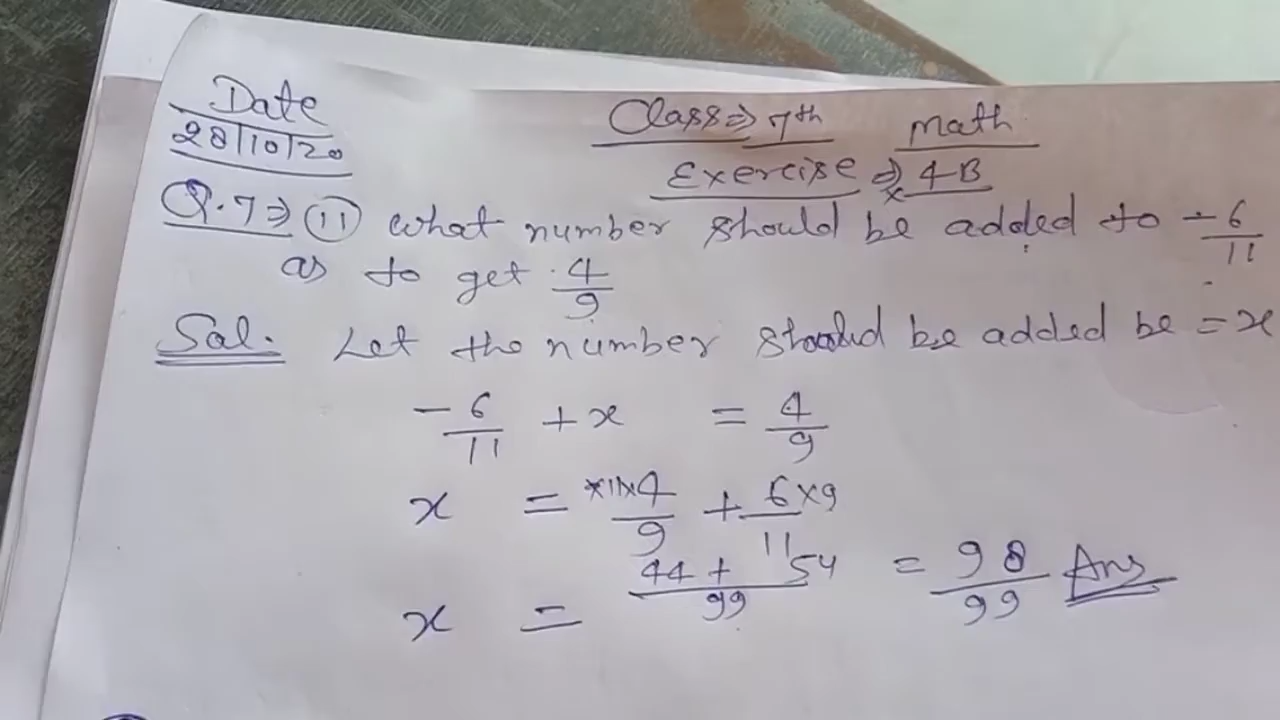 Date
28/10/20
Class⇒ 7th Math
Exercise ⇒ 4B
Q.7⇒ (11) What number should be added to -6/11
as to get 4/9
Sol. Let the number should be added be = x
-6/11 + x = 4/9
x = ×11×4/9 + 6×9/11
x = 44 + 54/99 = 98/99 Ans